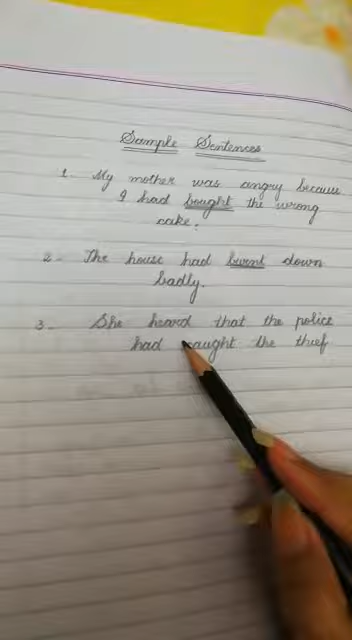 Sample Sentences
1. My mother was angry because
I had bought the wrong
cake.
2. The house had burnt down
badly.
3. She heard that the police
had caught the thief